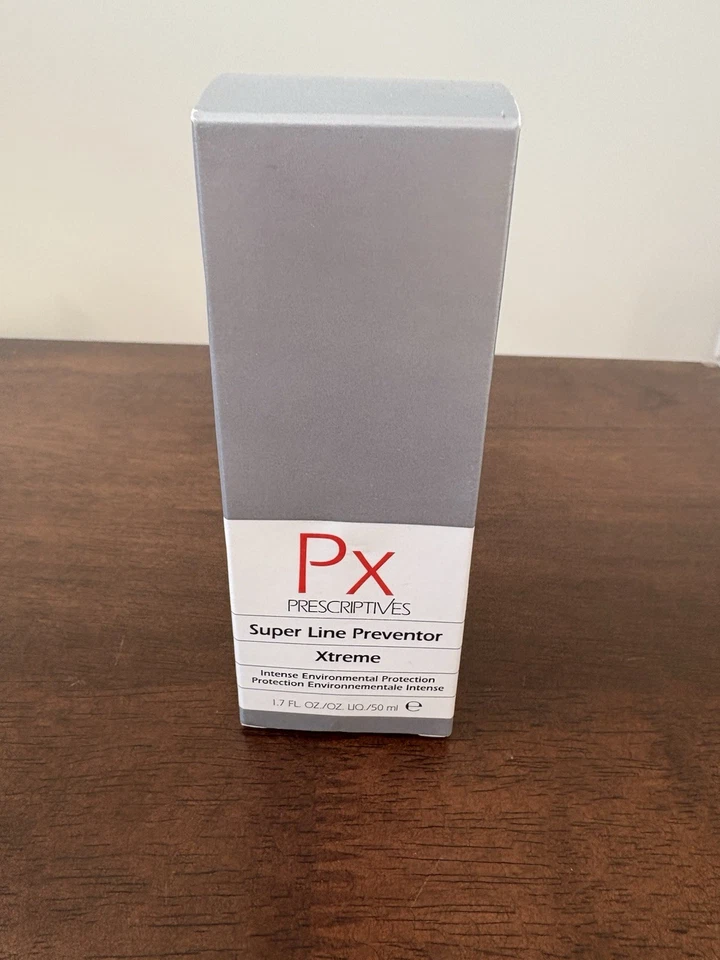 Px
PRESCRIPTIVES
Super Line Preventor
Xtreme
Intense Environmental Protection
Protection Environnementale Intense
1.7 FL. OZ./OZ. LIQ./50 ml ℮